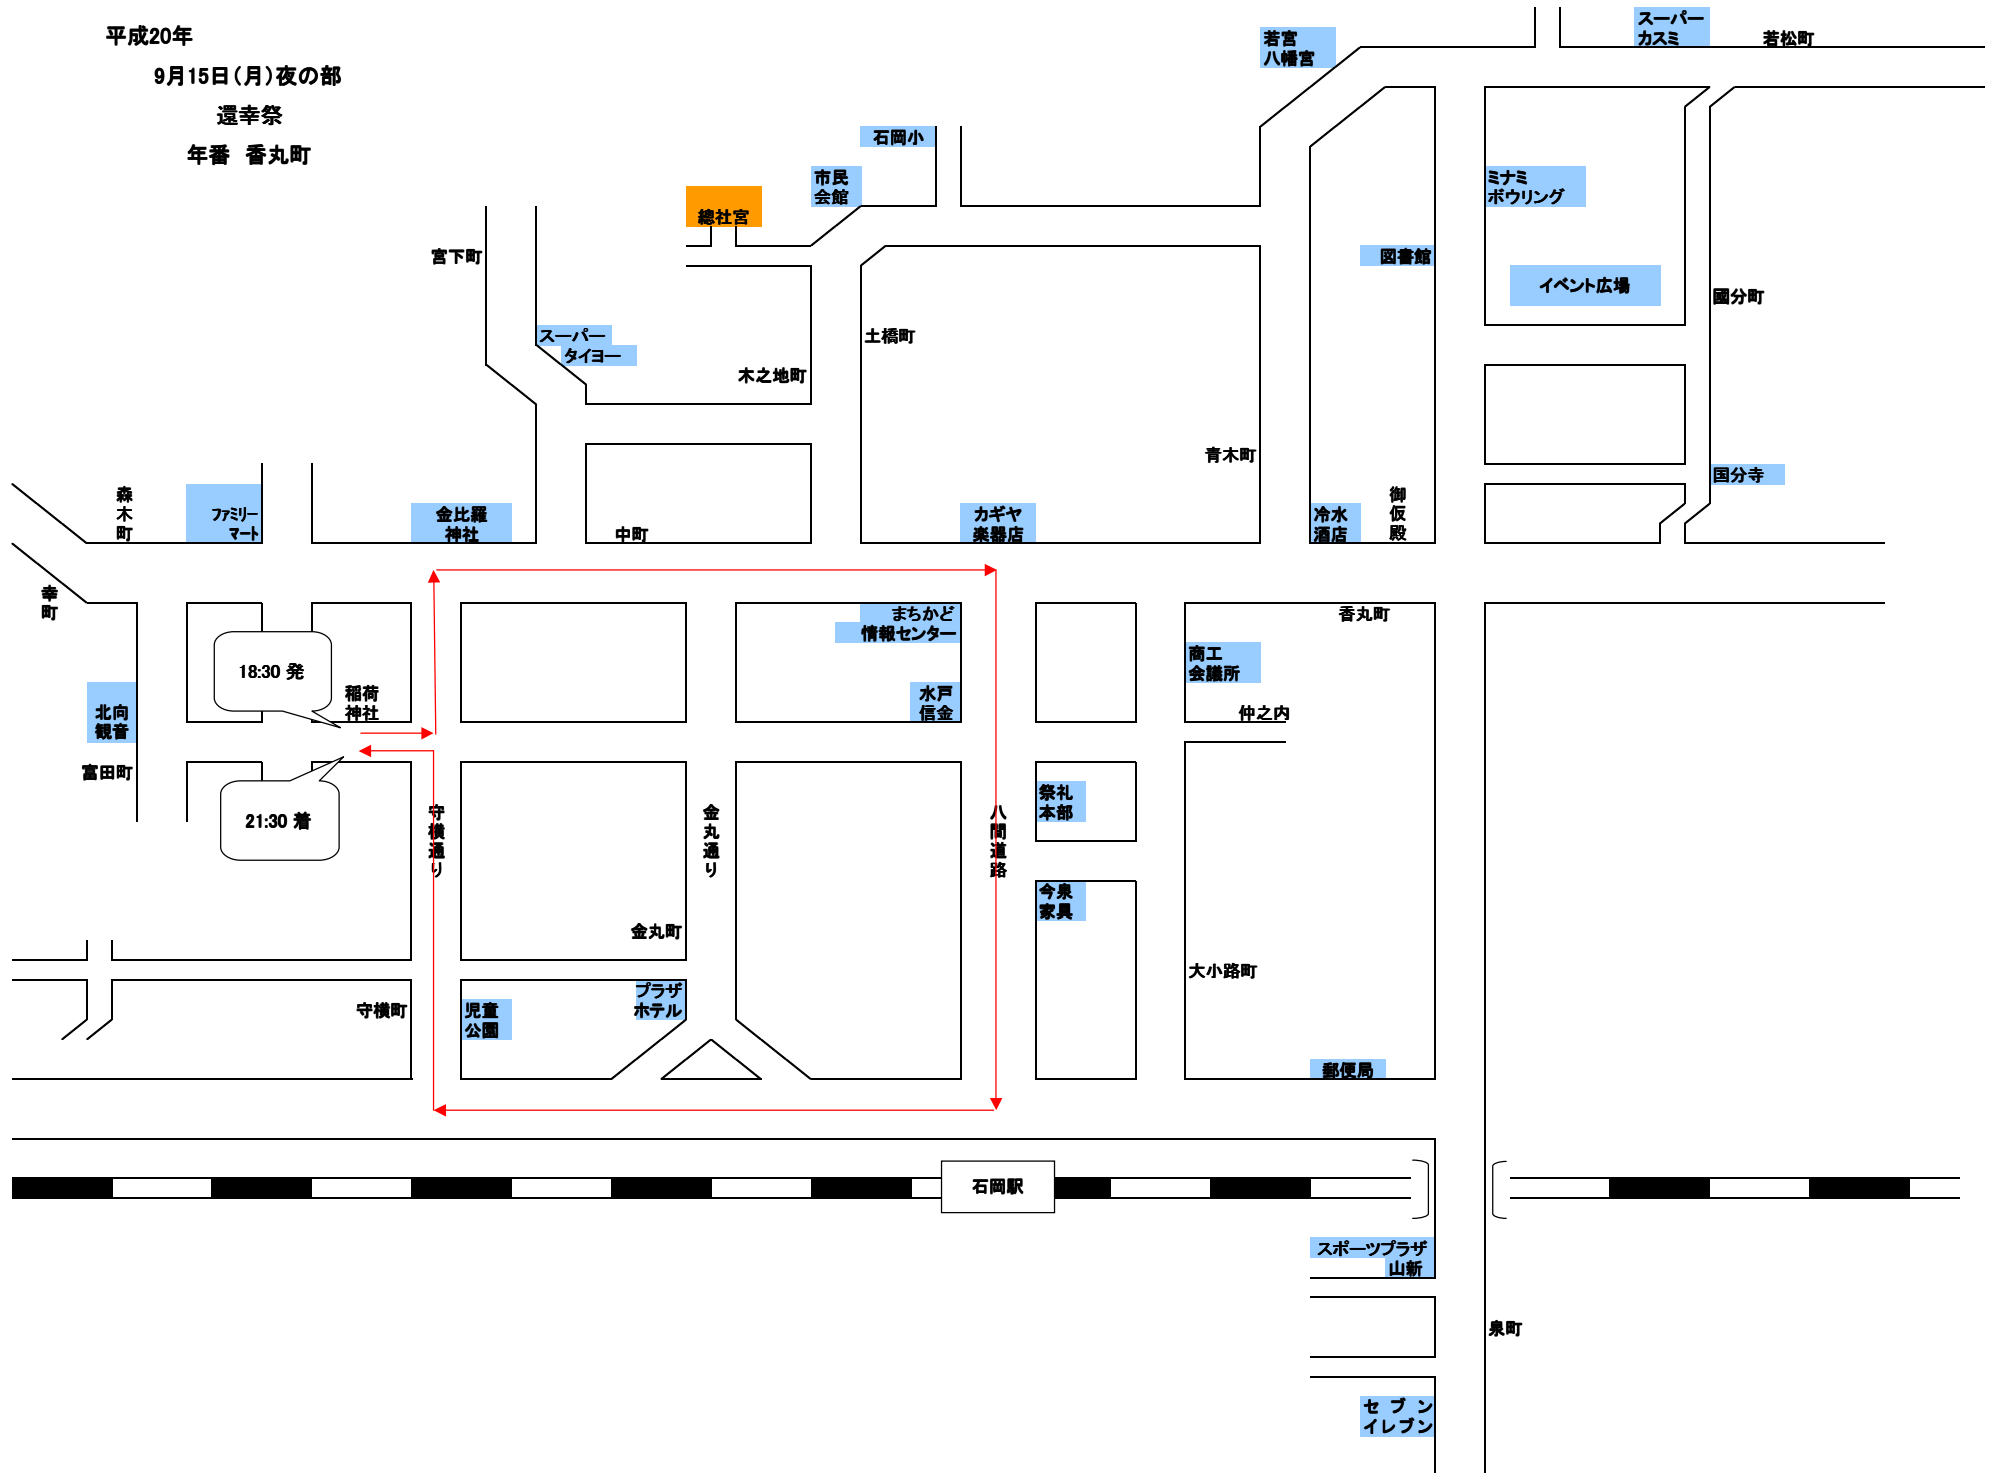 平成20年
9月15日(月)夜の部
還幸祭
年番 香丸町
スーパー
カスミ
若松町
若宮
八幡宮
石岡小
市民
会館
ミナミ
ボウリング
總社宮
宮下町
図書館
イベント広場
國分町
スーパー
タイヨー
土橋町
木之地町
青木町
国分寺
森木町
ファミリー
マート
金比羅
神社
中町
カギヤ
楽器店
冷水
酒店
御仮殿
幸町
まちかど
情報センター
香丸町
18:30 発
稲荷
神社
商工
会議所
水戸
信金
仲之内
北向
観音
富田町
21:30 着
守横通り
金丸通り
八間道路
祭礼
本部
今泉
家具
金丸町
大小路町
守横町
児童
公園
プラザ
ホテル
郵便局
石岡駅
スポーツプラザ
山新
泉町
セブン
イレブン